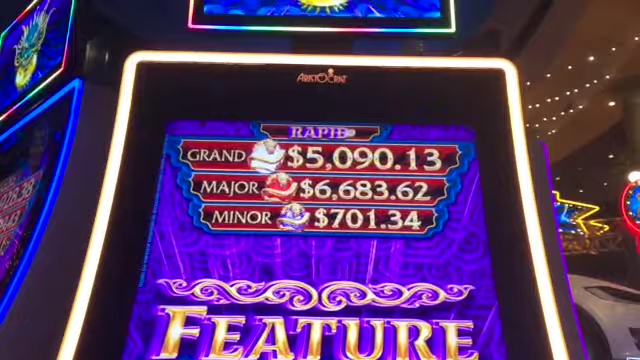 ARISTOCRAT
RAPID
GRAND $5,090.13
MAJOR $6,683.62
MINOR $701.34
FEATURE